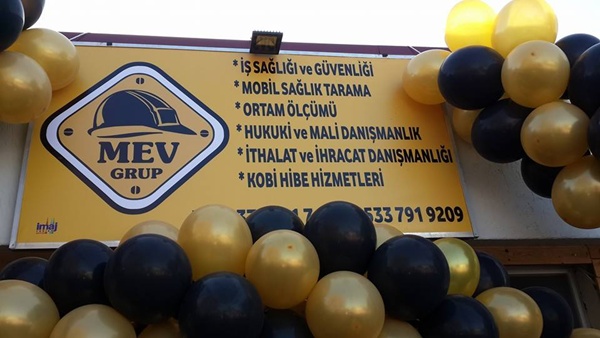 MEV
GRUP
* İŞ SAĞLIĞI ve GÜVENLİĞİ
* MOBİL SAĞLIK TARAMA
* ORTAM ÖLÇÜMÜ
* HUKUKİ ve MALİ DANIŞMANLIK
* İTHALAT ve İHRACAT DANIŞMANLIĞI
* KOBİ HİBE HİZMETLERİ
533 791 9209
imaj